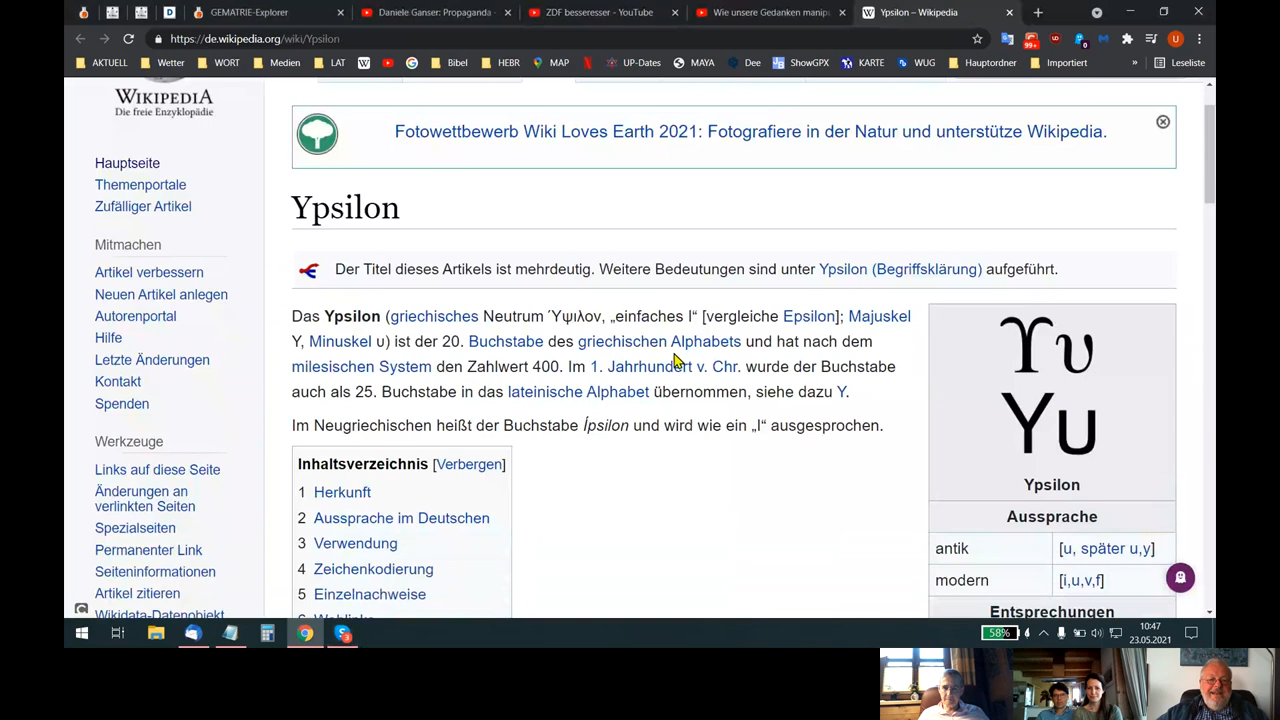 GEMATRIE-Explorer
Daniele Ganser: Propaganda -
ZDF besseresser - YouTube
Wie unsere Gedanken manipu
Ypsilon – Wikipedia
https://de.wikipedia.org/wiki/Ypsilon
99+
0
U
AKTUELL Wetter WORT Medien LAT Bibel HEBR MAP UP-Dates MAYA Dee ShowGPX KARTE WUG Hauptordner Importiert » Leseliste
WIKIPEDIA
Die freie Enzyklopädie
Hauptseite
Themenportale
Zufälliger Artikel
Mitmachen
Artikel verbessern
Neuen Artikel anlegen
Autorenportal
Hilfe
Letzte Änderungen
Kontakt
Spenden
Werkzeuge
Links auf diese Seite
Änderungen an
verlinkten Seiten
Spezialseiten
Permanenter Link
Seiteninformationen
Artikel zitieren
Wikidata-Datenobjekt
Fotowettbewerb Wiki Loves Earth 2021: Fotografiere in der Natur und unterstütze Wikipedia.
Ypsilon
Der Titel dieses Artikels ist mehrdeutig. Weitere Bedeutungen sind unter Ypsilon (Begriffsklärung) aufgeführt.
Das Ypsilon (griechisches Neutrum Ὕψιλον, „einfaches I“ [vergleiche Epsilon]; Majuskel
Υ, Minuskel υ) ist der 20. Buchstabe des griechischen Alphabets und hat nach dem
milesischen System den Zahlwert 400. Im 1. Jahrhundert v. Chr. wurde der Buchstabe
auch als 25. Buchstabe in das lateinische Alphabet übernommen, siehe dazu Y.
Im Neugriechischen heißt der Buchstabe Ípsilon und wird wie ein „I“ ausgesprochen.
Inhaltsverzeichnis [Verbergen]
1 Herkunft
2 Aussprache im Deutschen
3 Verwendung
4 Zeichenkodierung
5 Einzelnachweise
6 Weblinks
ϒυ
Υυ
Ypsilon
Aussprache
antik [u, später u,y]
modern [i,u,v,f]
Entsprechungen
58%
10:47
23.05.2021